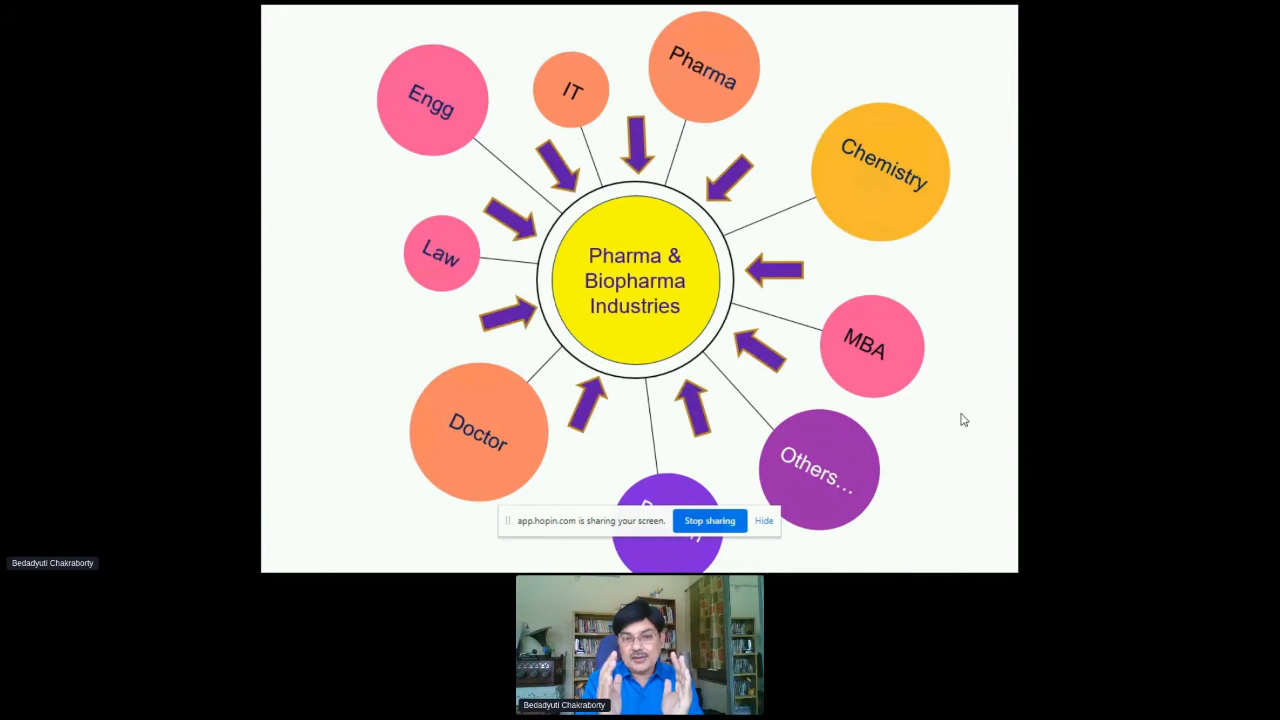 Pharma
Engg
IT
Chemistry
Law
Pharma &
Biopharma
Industries
MBA
Doctor
Others...
app.hopin.com is sharing your screen.
Stop sharing
Hide
Bedadyuti Chakraborty
Bedadyuti Chakraborty